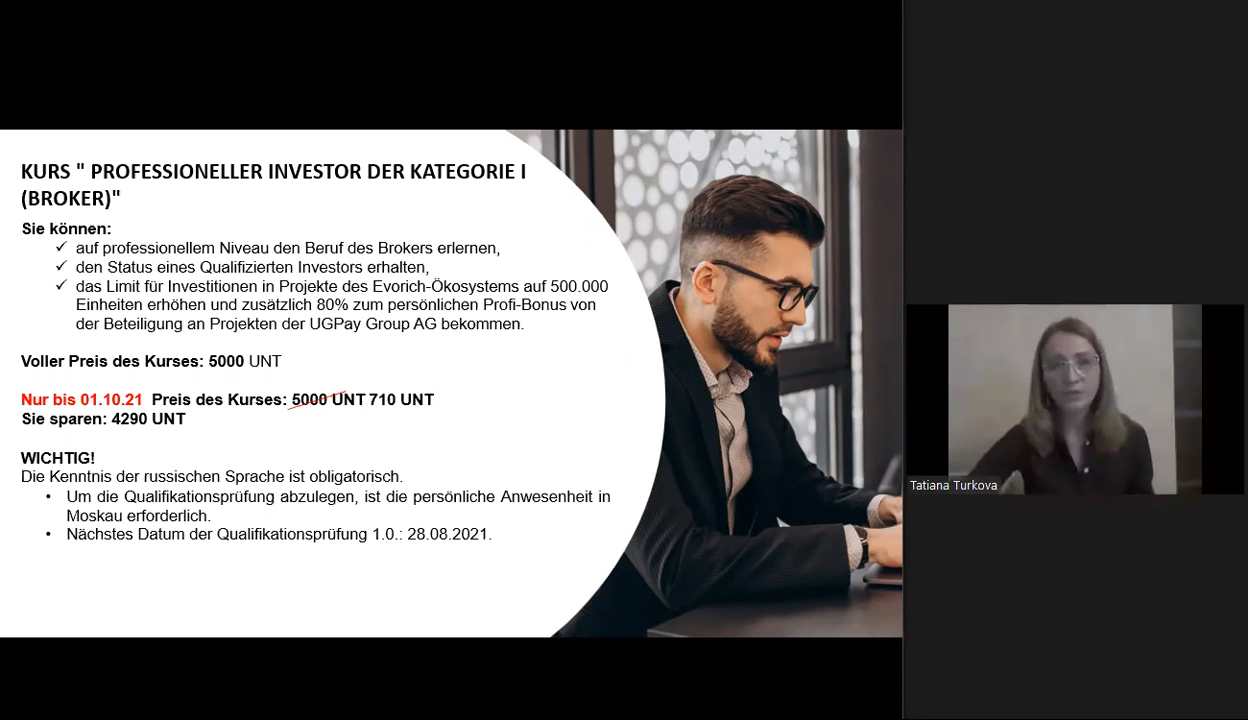 KURS " PROFESSIONELLER INVESTOR DER KATEGORIE I
(BROKER)"
Sie können:
✓ auf professionellem Niveau den Beruf des Brokers erlernen,
✓ den Status eines Qualifizierten Investors erhalten,
✓ das Limit für Investitionen in Projekte des Evorich-Ökosystems auf 500.000
Einheiten erhöhen und zusätzlich 80% zum persönlichen Profi-Bonus von
der Beteiligung an Projekten der UGPay Group AG bekommen.
Voller Preis des Kurses: 5000 UNT
Nur bis 01.10.21 Preis des Kurses: 5000 UNT 710 UNT
Sie sparen: 4290 UNT
WICHTIG!
Die Kenntnis der russischen Sprache ist obligatorisch.
• Um die Qualifikationsprüfung abzulegen, ist die persönliche Anwesenheit in
Moskau erforderlich.
• Nächstes Datum der Qualifikationsprüfung 1.0.: 28.08.2021.
Tatiana Turkova